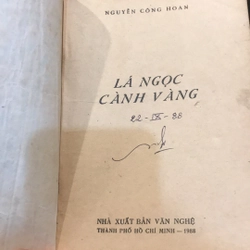 NGUYỄN CÔNG HOAN
LÁ NGỌC
CÀNH VÀNG
22-IX-88
NHÀ XUẤT BẢN VĂN NGHỆ
THÀNH PHỐ HỒ CHÍ MINH — 1988